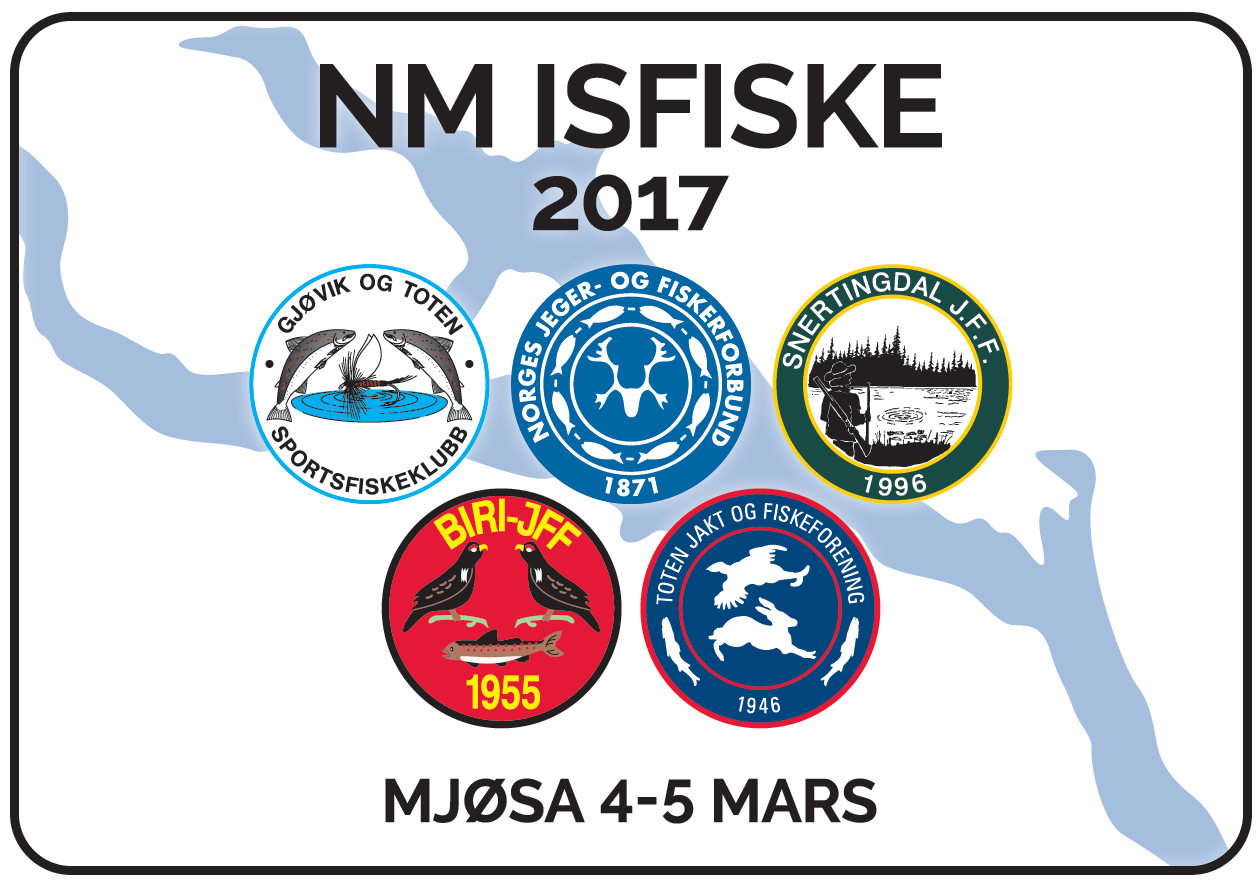 NM ISFISKE
2017
GJØVIK OG TOTEN
SPORTSFISKEKLUBB
NORGES JEGER- OG FISKERFORBUND
1871
SNERTINGDAL J.F.F.
1996
BIRI-JFF
1955
TOTEN JAKT OG FISKEFORENING
1946
MJØSA 4-5 MARS